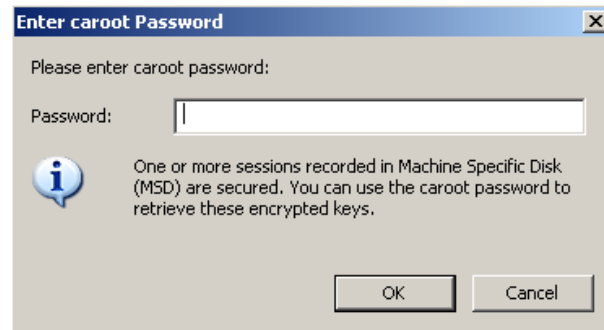 Enter caroot Password
Please enter caroot password:
Password:
One or more sessions recorded in Machine Specific Disk
(MSD) are secured. You can use the caroot password to
retrieve these encrypted keys.
OK
Cancel